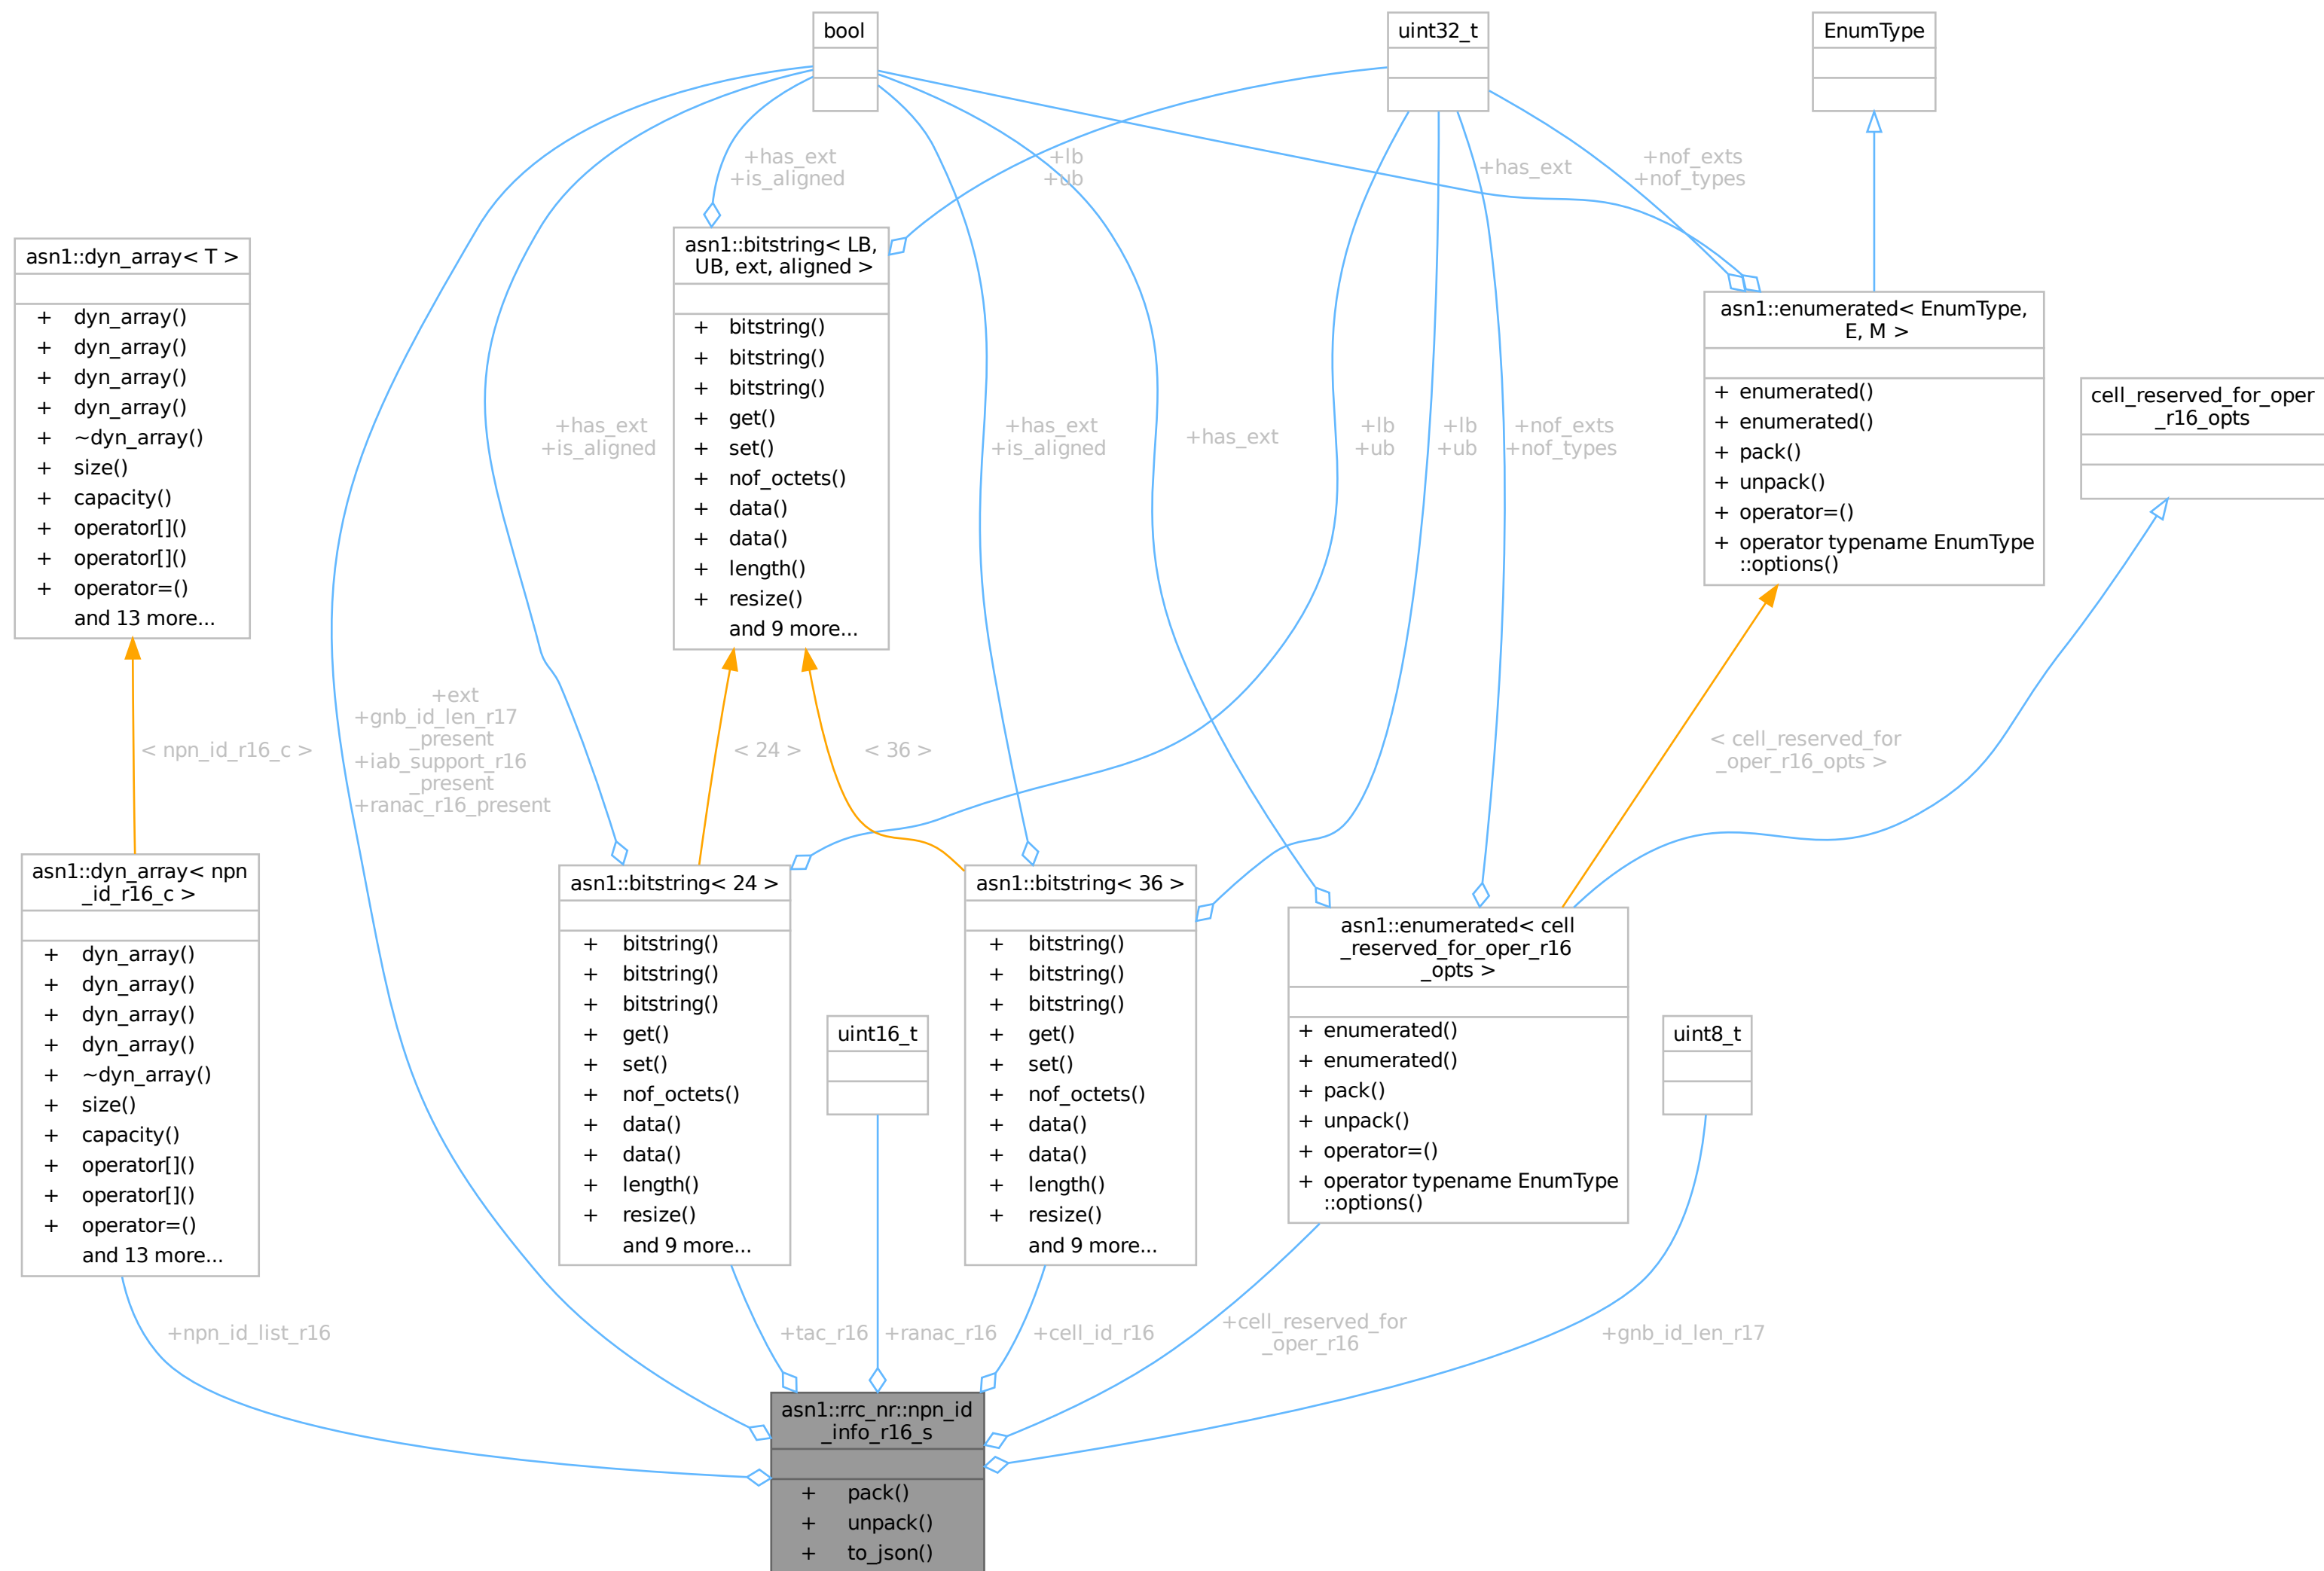 bool
uint32_t
EnumType
+has_ext
+is_aligned
+lb
+ub
+has_ext
+nof_exts
+nof_types
asn1::dyn_array< T >
+ dyn_array()
+ dyn_array()
+ dyn_array()
+ dyn_array()
+ ~dyn_array()
+ size()
+ capacity()
+ operator[]()
+ operator[]()
+ operator=()
and 13 more...
asn1::bitstring< LB,
UB, ext, aligned >
+ bitstring()
+ bitstring()
+ bitstring()
+ get()
+ set()
+ nof_octets()
+ data()
+ data()
+ length()
+ resize()
and 9 more...
asn1::enumerated< EnumType,
E, M >
+ enumerated()
+ enumerated()
+ pack()
+ unpack()
+ operator=()
+ operator typename EnumType
::options()
cell_reserved_for_oper
_r16_opts
+has_ext
+is_aligned
+has_ext
+is_aligned
+has_ext
+lb
+ub
+lb
+ub
+nof_exts
+nof_types
< npn_id_r16_c >
+ext
+gnb_id_len_r17
_present
+iab_support_r16
_present
+ranac_r16_present
< 24 >
< 36 >
< cell_reserved_for
_oper_r16_opts >
asn1::dyn_array< npn
_id_r16_c >
+ dyn_array()
+ dyn_array()
+ dyn_array()
+ dyn_array()
+ ~dyn_array()
+ size()
+ capacity()
+ operator[]()
+ operator[]()
+ operator=()
and 13 more...
asn1::bitstring< 24 >
+ bitstring()
+ bitstring()
+ bitstring()
+ get()
+ set()
+ nof_octets()
+ data()
+ data()
+ length()
+ resize()
and 9 more...
uint16_t
asn1::bitstring< 36 >
+ bitstring()
+ bitstring()
+ bitstring()
+ get()
+ set()
+ nof_octets()
+ data()
+ data()
+ length()
+ resize()
and 9 more...
asn1::enumerated< cell
_reserved_for_oper_r16
_opts >
+ enumerated()
+ enumerated()
+ pack()
+ unpack()
+ operator=()
+ operator typename EnumType
::options()
uint8_t
+npn_id_list_r16
+tac_r16
+ranac_r16
+cell_id_r16
+cell_reserved_for
_oper_r16
+gnb_id_len_r17
asn1::rrc_nr::npn_id
_info_r16_s
+ pack()
+ unpack()
+ to_json()